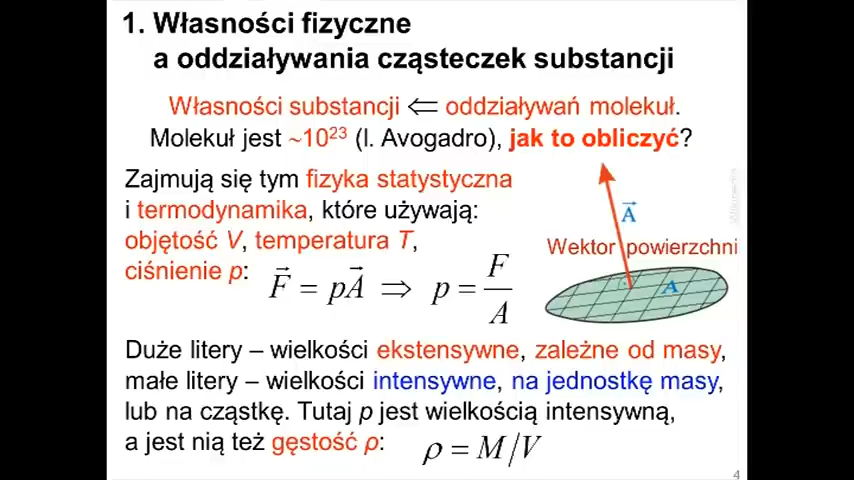 1. Własności fizyczne
a oddziaływania cząsteczek substancji
Własności substancji ⇐ oddziaływań molekuł.
Molekuł jest ~10²³ (l. Avogadro), jak to obliczyć?
Zajmują się tym fizyka statystyczna
i termodynamika, które używają:
objętość V, temperatura T,
ciśnienie p:
F⃗ = pA⃗ ⇒ p = F/A
A⃗
Wektor powierzchni
A
Duże litery – wielkości ekstensywne, zależne od masy,
małe litery – wielkości intensywne, na jednostkę masy,
lub na cząstkę. Tutaj p jest wielkością intensywną,
a jest nią też gęstość ρ:
ρ = M/V
4